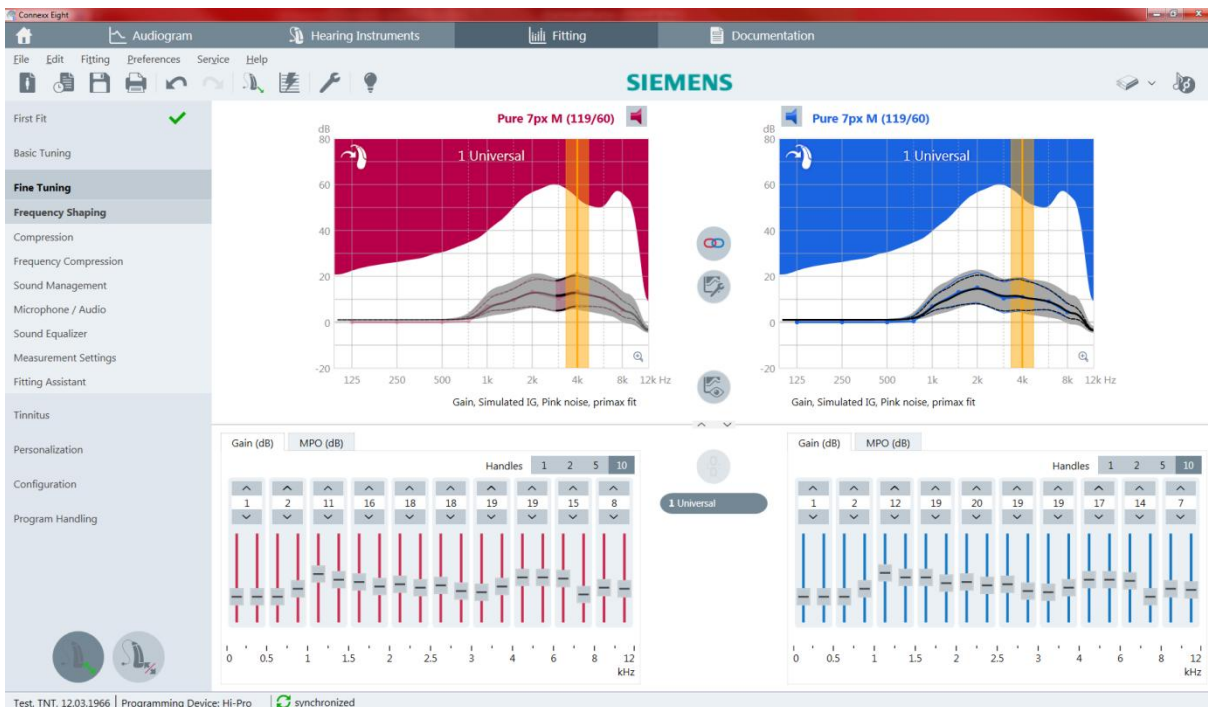 Connexx Eight
Audiogram Hearing Instruments Fitting Documentation
File Edit Fitting Preferences Service Help
SIEMENS
First Fit
Basic Tuning
Fine Tuning
Frequency Shaping
Compression
Frequency Compression
Sound Management
Microphone / Audio
Sound Equalizer
Measurement Settings
Fitting Assistant
Tinnitus
Personalization
Configuration
Program Handling
Pure 7px M (119/60)
dB
80
60
40
20
0
-20
1 Universal
125 250 500 1k 2k 4k 8k 12k Hz
Gain, Simulated IG, Pink noise, primax fit
Pure 7px M (119/60)
dB
80
60
40
20
0
-20
1 Universal
125 250 500 1k 2k 4k 8k 12k Hz
Gain, Simulated IG, Pink noise, primax fit
Gain (dB) MPO (dB)
Handles 1 2 5 10
1 2 11 16 18 18 19 19 15 8
0 0.5 1 1.5 2 2.5 3 4 6 8 12
kHz
1 Universal
Gain (dB) MPO (dB)
Handles 1 2 5 10
1 2 12 19 20 19 19 17 14 7
0 0.5 1 1.5 2 2.5 3 4 6 8 12
kHz
Test, TNT, 12.03.1966 Programming Device: Hi-Pro synchronized